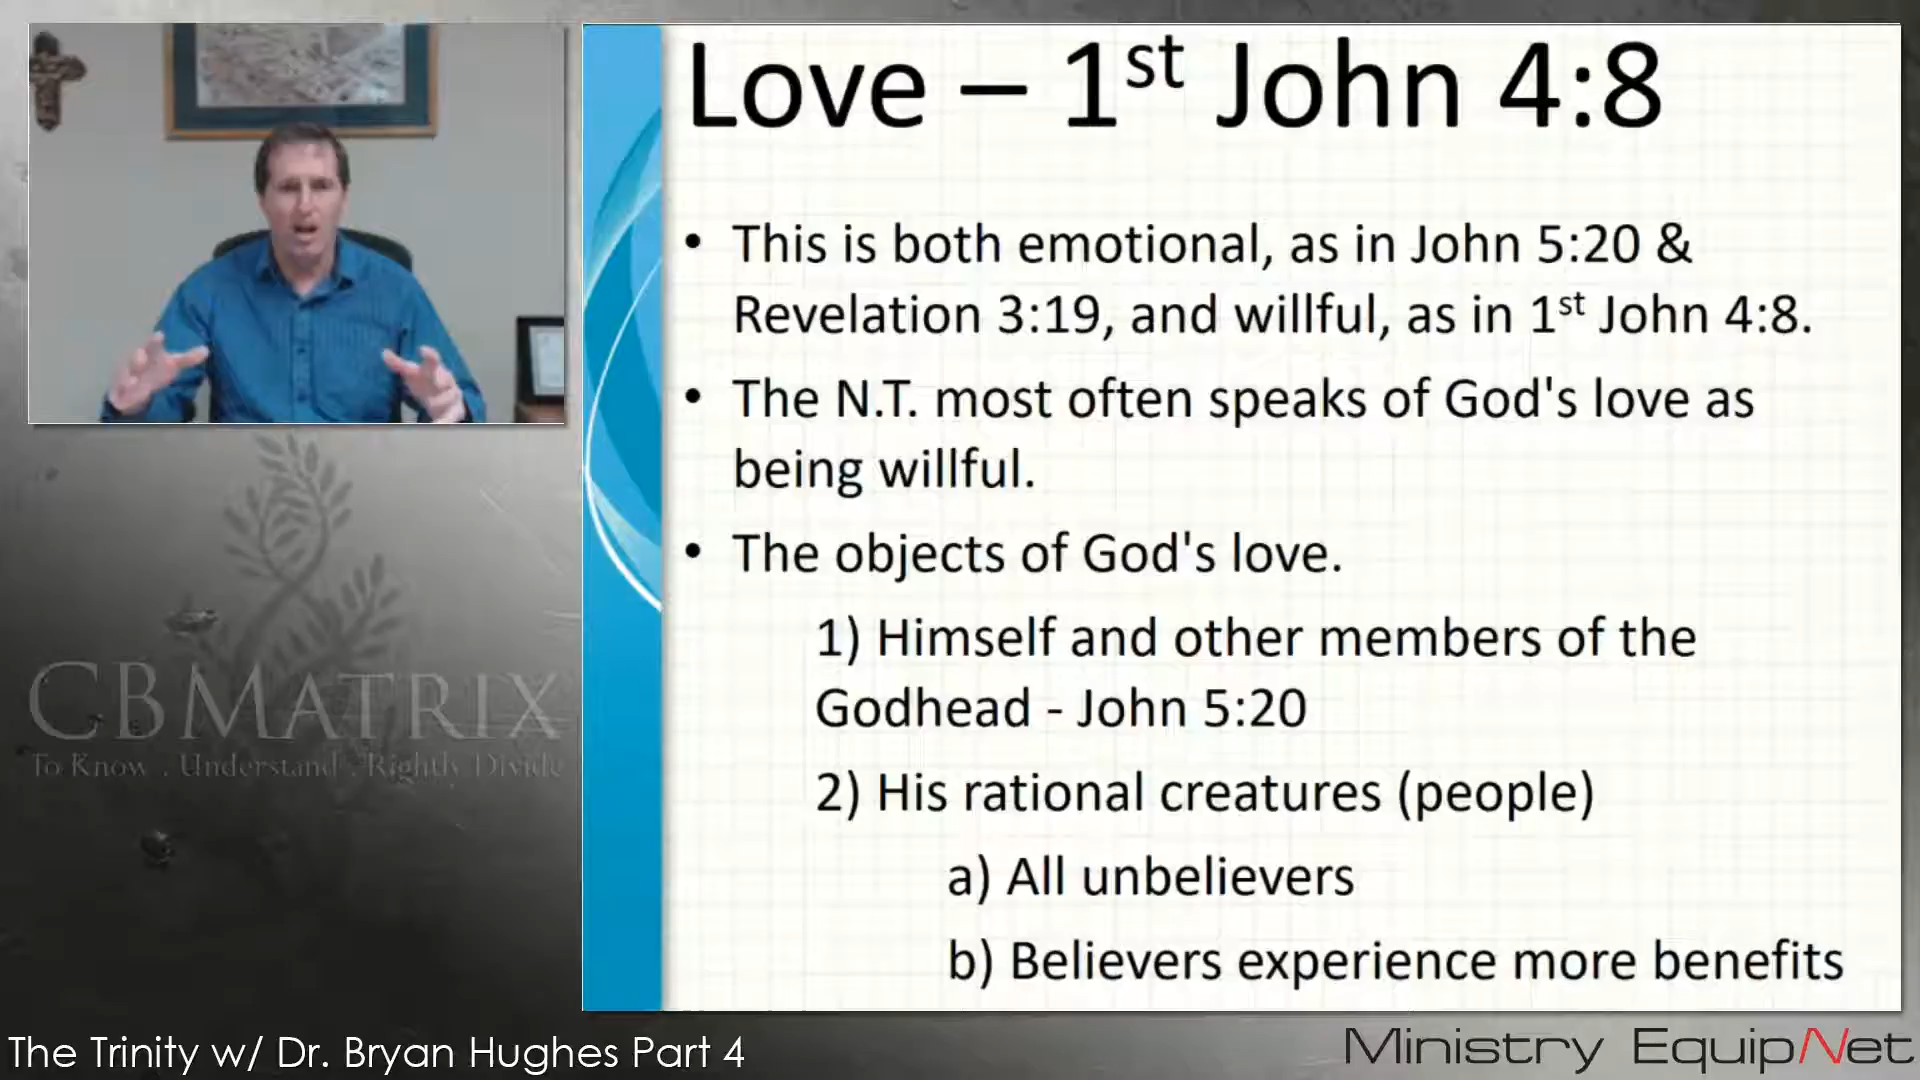 Love – 1st John 4:8
• This is both emotional, as in John 5:20 &
Revelation 3:19, and willful, as in 1st John 4:8.
• The N.T. most often speaks of God's love as
being willful.
• The objects of God's love.
1) Himself and other members of the
Godhead - John 5:20
2) His rational creatures (people)
a) All unbelievers
b) Believers experience more benefits
CBMATRIX
To Know . Understand . Rightly Divide
The Trinity w/ Dr. Bryan Hughes Part 4
Ministry EquipNet